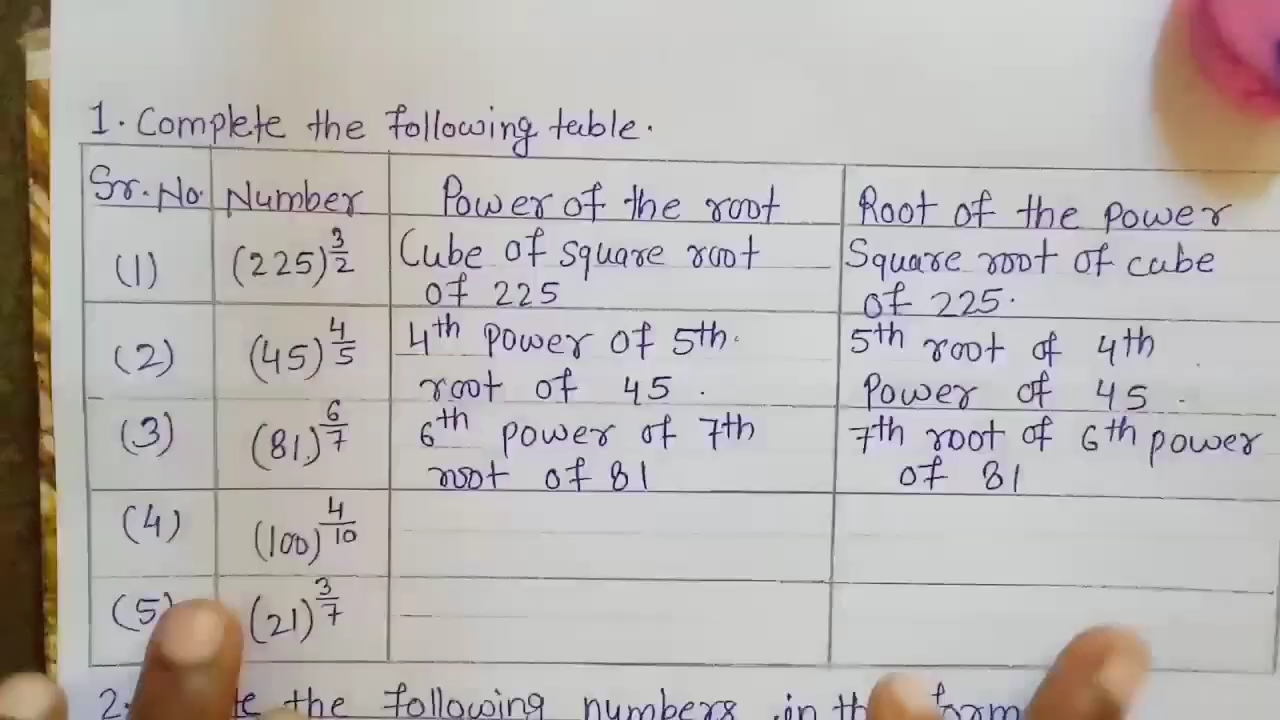 1. Complete the following table.
Sr. No. Number Power of the root Root of the power
(1) (225)^3/2 Cube of square root Square root of cube
of 225 of 225.
(2) (45)^4/5 4th power of 5th. 5th root of 4th
root of 45. Power of 45.
(3) (81)^6/7 6th power of 7th 7th root of 6th power
root of 81 of 81
(4) (100)^4/10
(5) (21)^3/7
2. the following numbers in